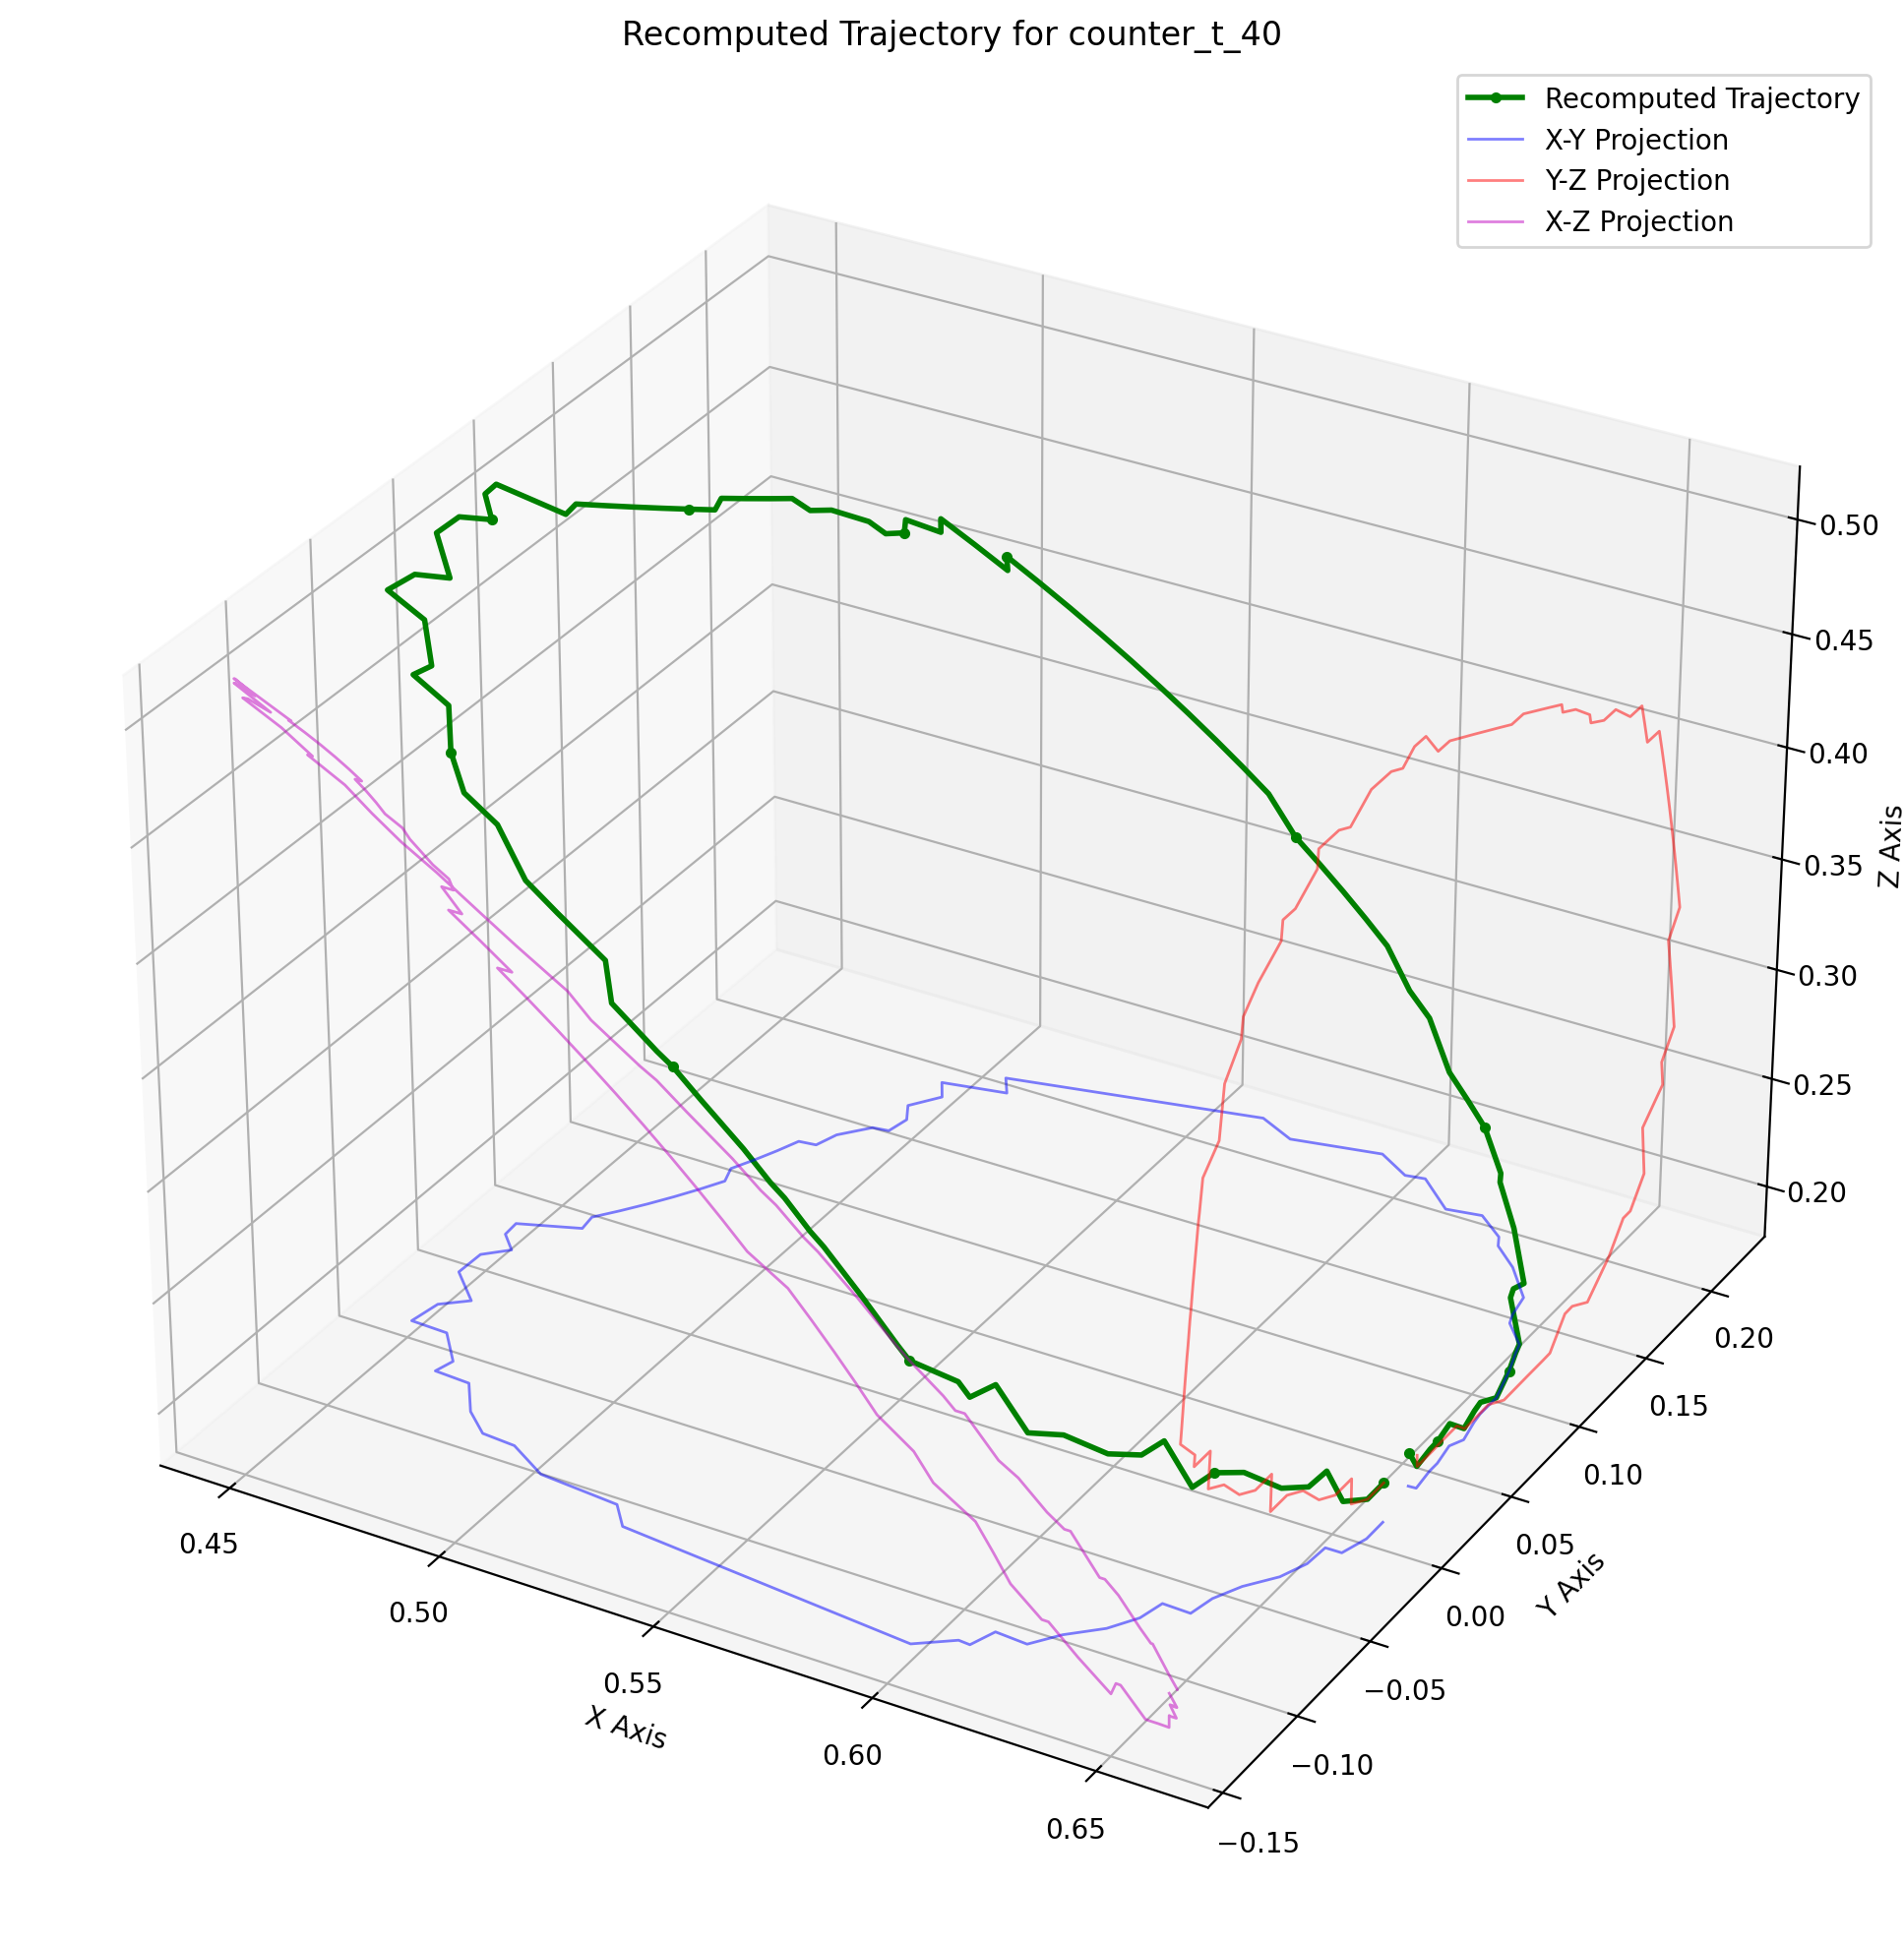 Recomputed Trajectory for counter_t_40
Recomputed Trajectory
X-Y Projection
Y-Z Projection
X-Z Projection
0.50
0.45
0.40
0.35
0.30
0.25
0.20
Z Axis
0.20
0.15
0.10
0.05
0.00
−0.05
−0.10
−0.15
Y Axis
0.45
0.50
0.55
0.60
0.65
X Axis